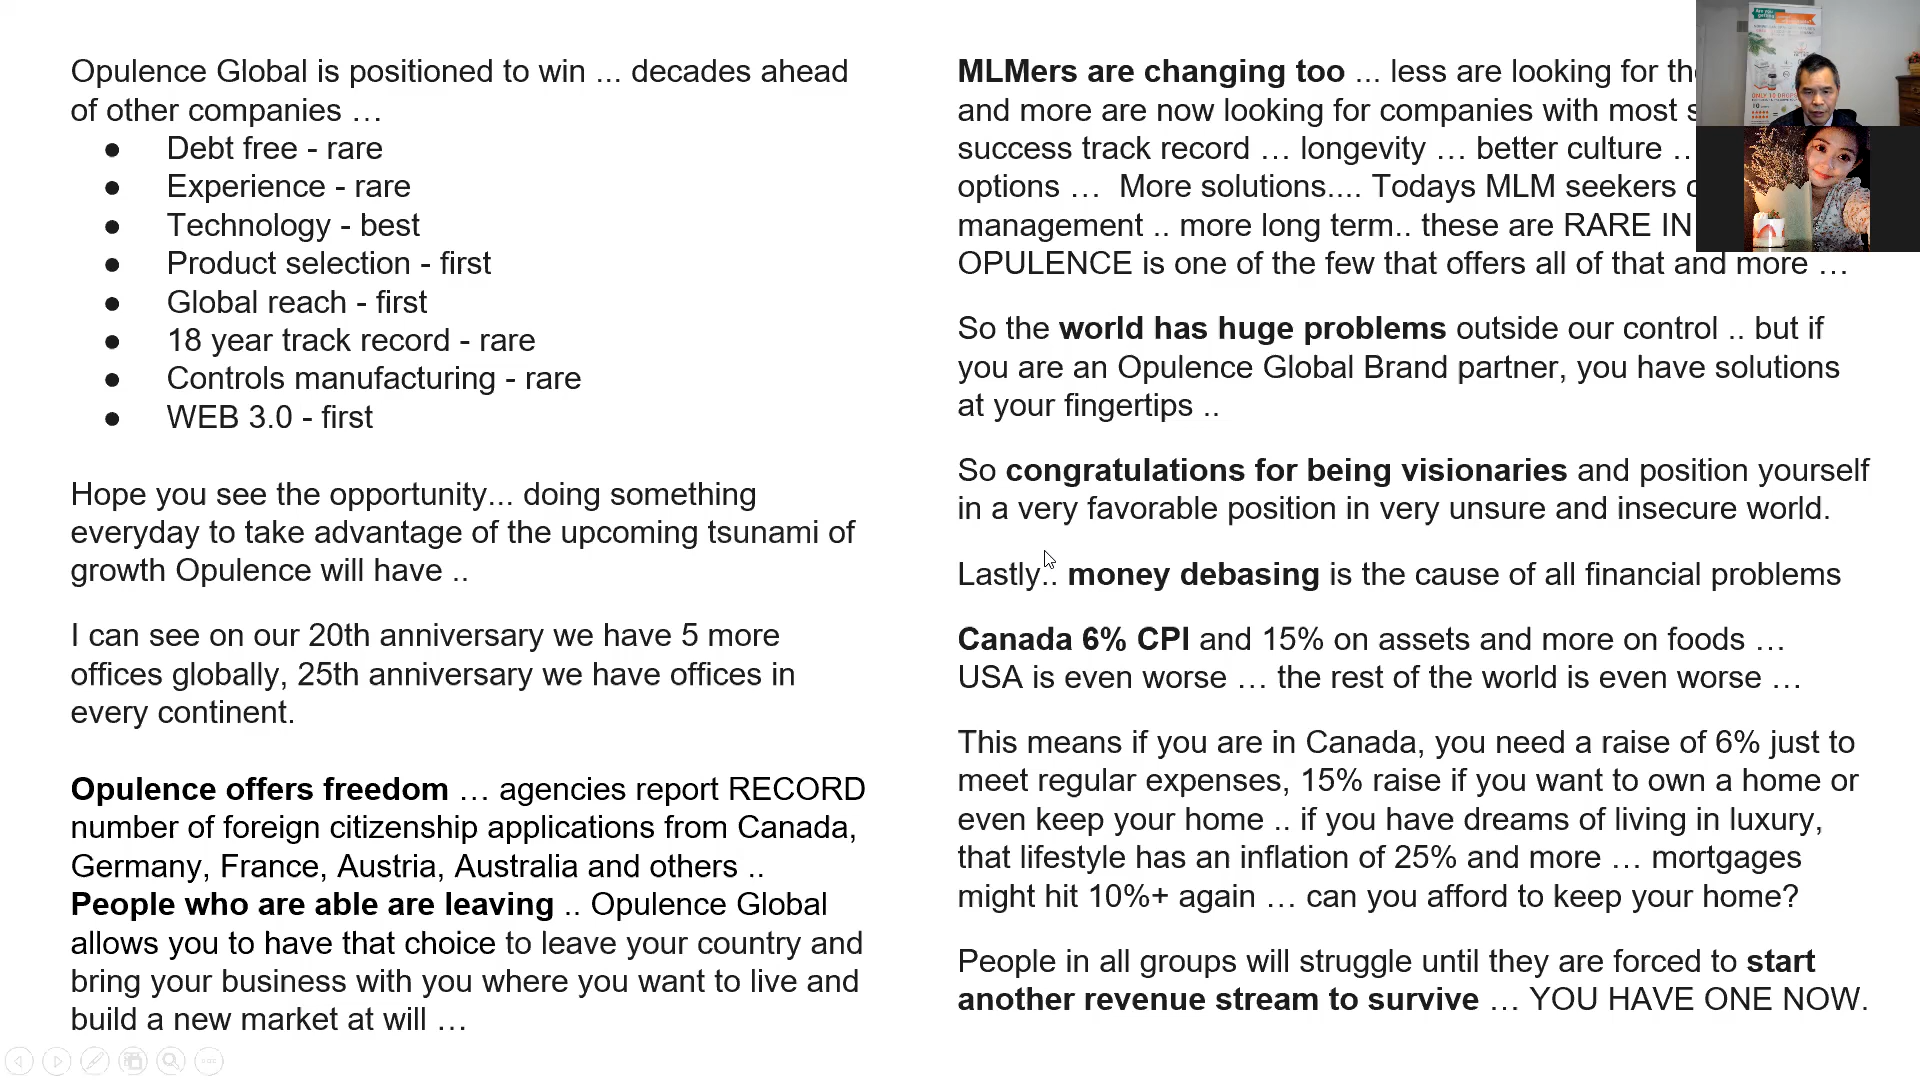 Opulence Global is positioned to win ... decades ahead
of other companies …
● Debt free - rare
● Experience - rare
● Technology - best
● Product selection - first
● Global reach - first
● 18 year track record - rare
● Controls manufacturing - rare
● WEB 3.0 - first
Hope you see the opportunity... doing something
everyday to take advantage of the upcoming tsunami of
growth Opulence will have ..
I can see on our 20th anniversary we have 5 more
offices globally, 25th anniversary we have offices in
every continent.
Opulence offers freedom … agencies report RECORD
number of foreign citizenship applications from Canada,
Germany, France, Austria, Australia and others ..
People who are able are leaving .. Opulence Global
allows you to have that choice to leave your country and
bring your business with you where you want to live and
build a new market at will …
MLMers are changing too ... less are looking for
and more are now looking for companies with most
success track record … longevity … better culture ..
options … More solutions.... Todays MLM seekers
management .. more long term.. these are RARE IN
OPULENCE is one of the few that offers all of that and more …
So the world has huge problems outside our control .. but if
you are an Opulence Global Brand partner, you have solutions
at your fingertips ..
So congratulations for being visionaries and position yourself
in a very favorable position in very unsure and insecure world.
Lastly.. money debasing is the cause of all financial problems
Canada 6% CPI and 15% on assets and more on foods …
USA is even worse … the rest of the world is even worse …
This means if you are in Canada, you need a raise of 6% just to
meet regular expenses, 15% raise if you want to own a home or
even keep your home .. if you have dreams of living in luxury,
that lifestyle has an inflation of 25% and more … mortgages
might hit 10%+ again … can you afford to keep your home?
People in all groups will struggle until they are forced to start
another revenue stream to survive … YOU HAVE ONE NOW.